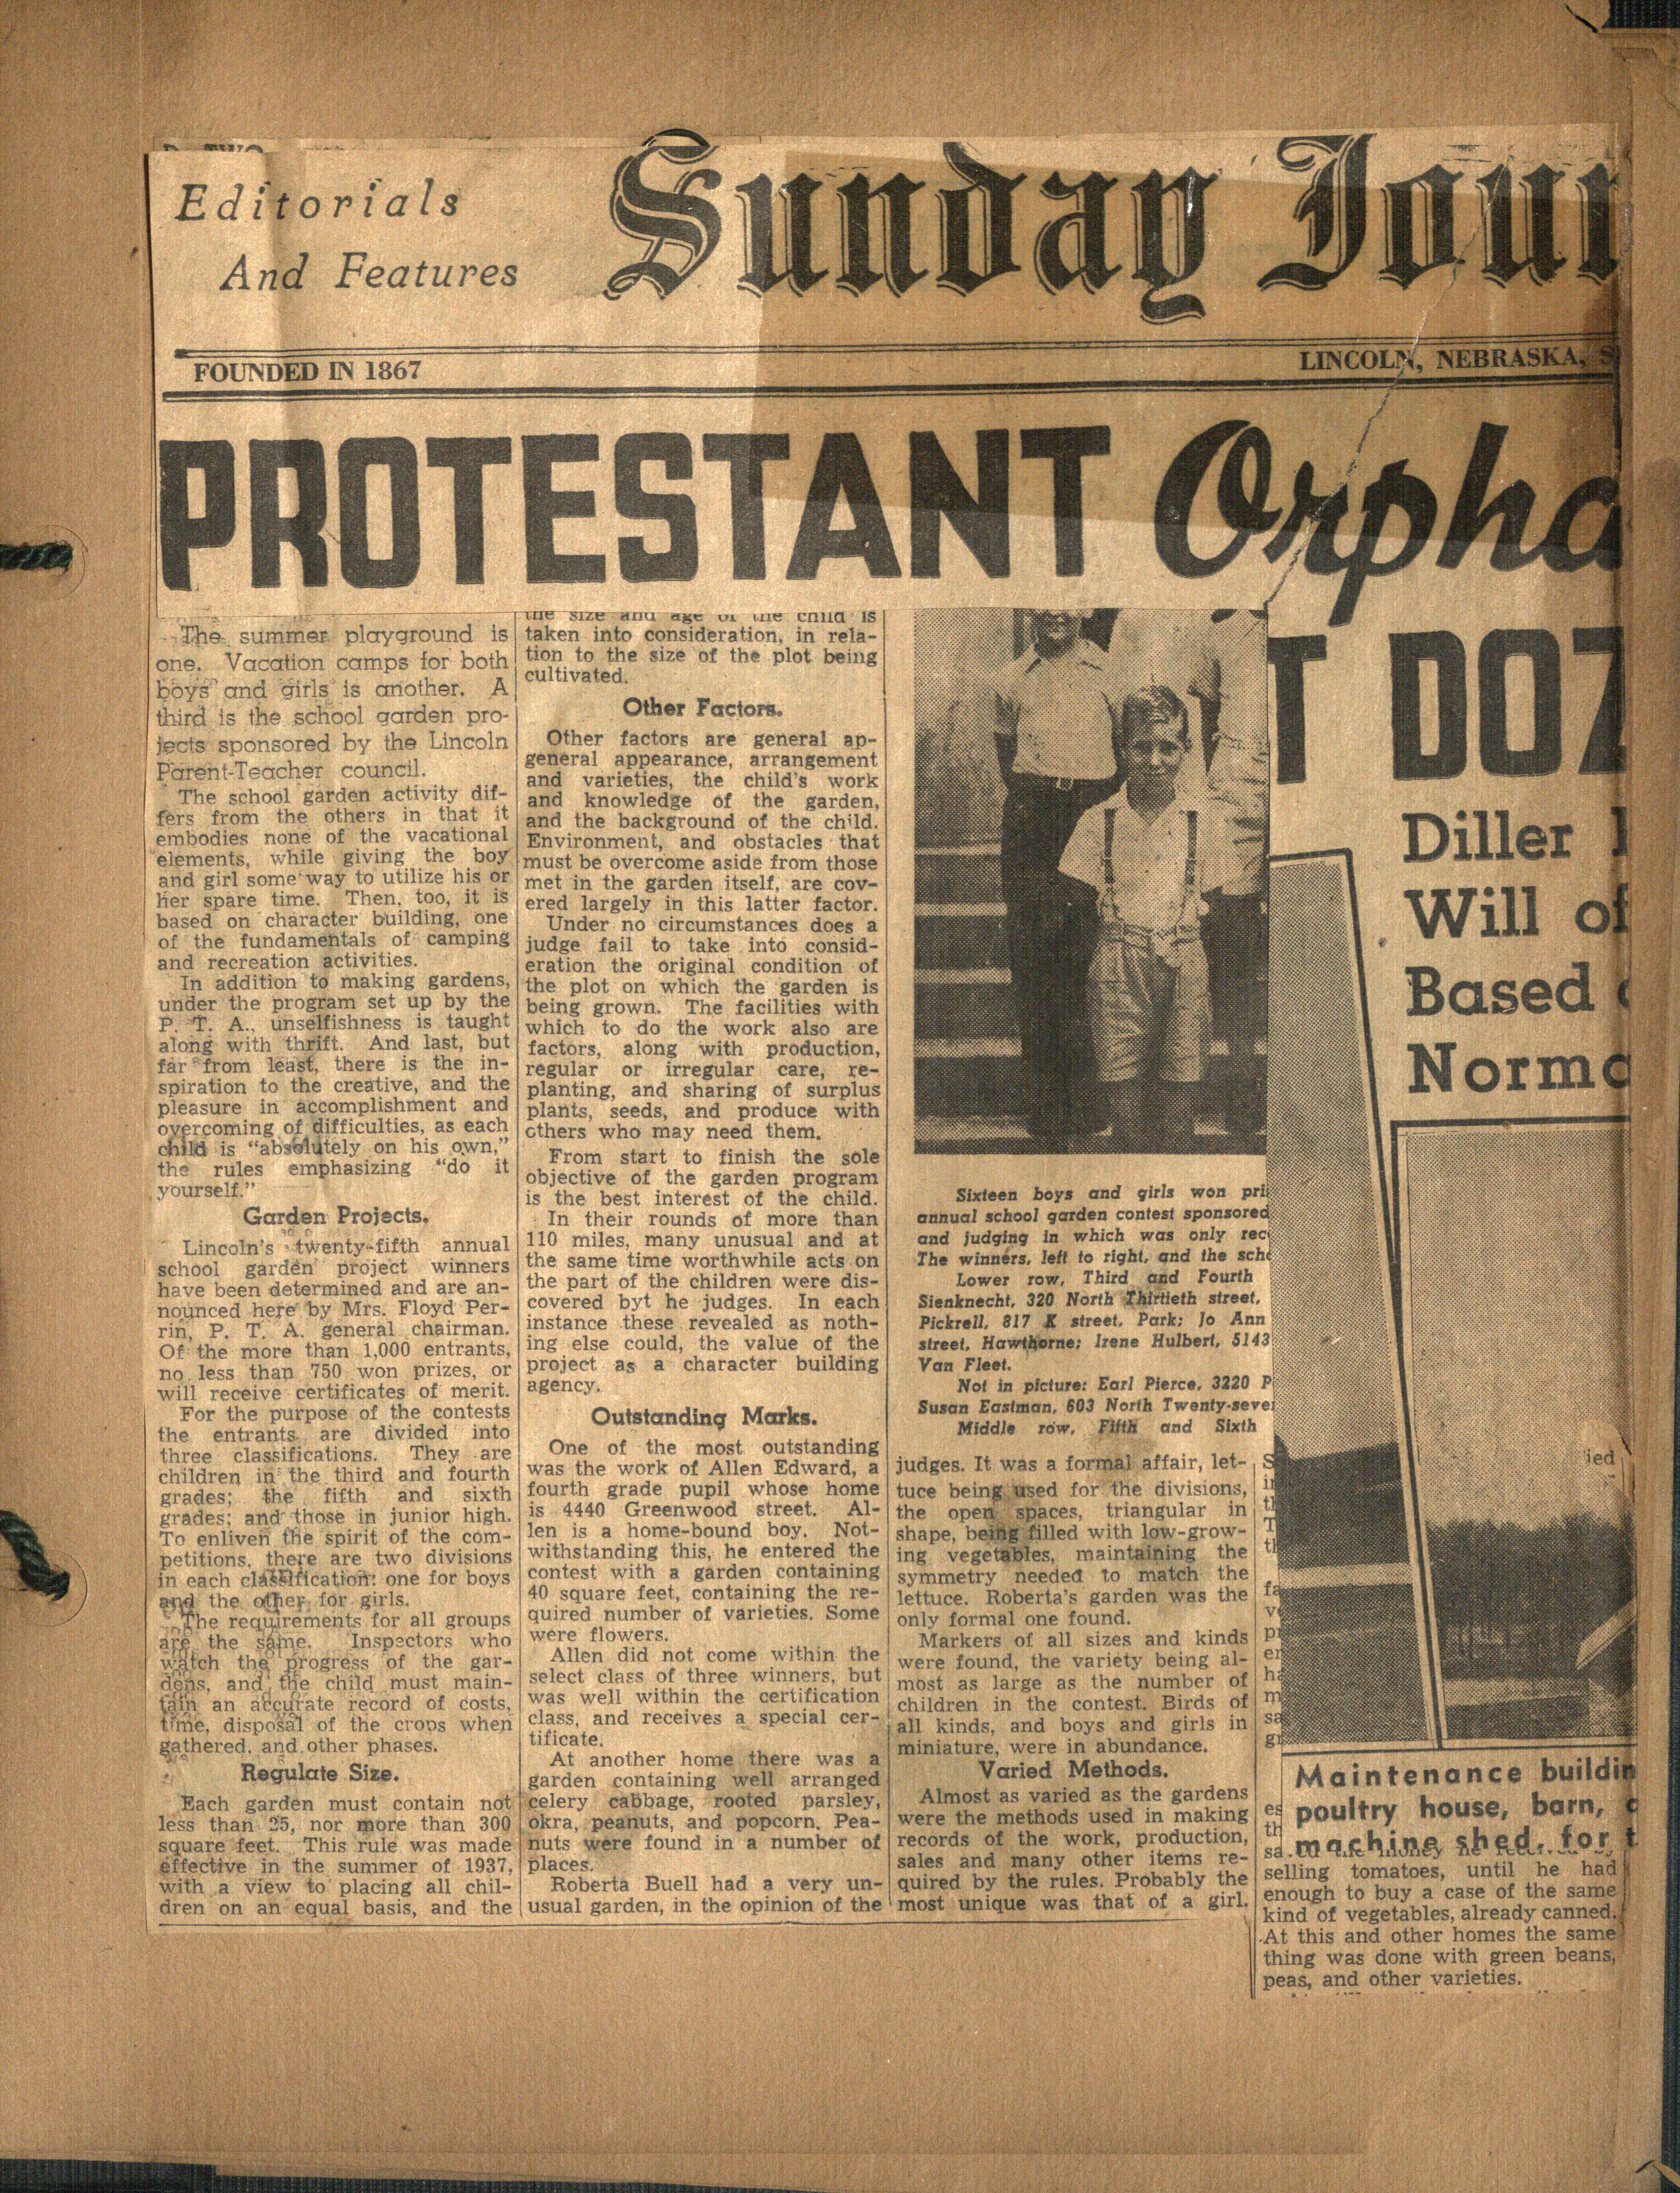 Editorials
And Features
Sunday Jour
FOUNDED IN 1867
LINCOLN, NEBRASKA, S
PROTESTANT Orpha
The summer playground is
one. Vacation camps for both
boys and girls is another. A
third is the school garden pro-
jects sponsored by the Lincoln
Parent-Teacher council.
The school garden activity dif-
fers from the others in that it
embodies none of the vacational
elements, while giving the boy
and girl some way to utilize his or
her spare time. Then, too, it is
based on character building, one
of the fundamentals of camping
and recreation activities.
In addition to making gardens,
under the program set up by the
P. T. A., unselfishness is taught
along with thrift. And last, but
far from least, there is the in-
spiration to the creative, and the
pleasure in accomplishment and
overcoming of difficulties, as each
child is "absolutely on his own,"
the rules emphasizing "do it
yourself."
Garden Projects.
Lincoln's twenty-fifth annual
school garden project winners
have been determined and are an-
nounced here by Mrs. Floyd Per-
rin, P. T. A. general chairman.
Of the more than 1,000 entrants,
no less than 750 won prizes, or
will receive certificates of merit.
For the purpose of the contests
the entrants are divided into
three classifications. They are
children in the third and fourth
grades; the fifth and sixth
grades; and those in junior high.
To enliven the spirit of the com-
petitions, there are two divisions
in each classification: one for boys
and the other for girls.
The requirements for all groups
are the same. Inspectors who
watch the progress of the gar-
dens, and the child must main-
tain an accurate record of costs,
time, disposal of the crops when
gathered, and other phases.
Regulate Size.
Each garden must contain not
less than 25, nor more than 300
square feet. This rule was made
effective in the summer of 1937,
with a view to placing all chil-
dren on an equal basis, and the
the size and age of the child is
taken into consideration, in rela-
tion to the size of the plot being
cultivated.
Other Factors.
Other factors are general ap-
general appearance, arrangement
and varieties, the child's work
and knowledge of the garden,
and the background of the child.
Environment, and obstacles that
must be overcome aside from those
met in the garden itself, are cov-
ered largely in this latter factor.
Under no circumstances does a
judge fail to take into consid-
eration the original condition of
the plot on which the garden is
being grown. The facilities with
which to do the work also are
factors, along with production,
regular or irregular care, re-
planting, and sharing of surplus
plants, seeds, and produce with
others who may need them.
From start to finish the sole
objective of the garden program
is the best interest of the child.
In their rounds of more than
110 miles, many unusual and at
the same time worthwhile acts on
the part of the children were dis-
covered byt he judges. In each
instance these revealed as noth-
ing else could, the value of the
project as a character building
agency.
Outstanding Marks.
One of the most outstanding
was the work of Allen Edward, a
fourth grade pupil whose home
is 4440 Greenwood street. Al-
len is a home-bound boy. Not-
withstanding this, he entered the
contest with a garden containing
40 square feet, containing the re-
quired number of varieties. Some
were flowers.
Allen did not come within the
select class of three winners, but
was well within the certification
class, and receives a special cer-
tificate.
At another home there was a
garden containing well arranged
celery cabbage, rooted parsley,
okra, peanuts, and popcorn. Pea-
nuts were found in a number of
places.
Roberta Buell had a very un-
usual garden, in the opinion of the
Sixteen boys and girls won pri
annual school garden contest sponsored
and judging in which was only rec
The winners, left to right, and the sch
Lower row, Third and Fourth
Sienknecht, 320 North Thirtieth street,
Pickrell, 817 K street, Park; Jo Ann
street, Hawthorne; Irene Hulbert, 5143
Van Fleet.
Not in picture: Earl Pierce, 3220 P
Susan Eastman, 603 North Twenty-seve
Middle row, Fifth and Sixth
judges. It was a formal affair, let-
tuce being used for the divisions,
the open spaces, triangular in
shape, being filled with low-grow-
ing vegetables, maintaining the
symmetry needed to match the
lettuce. Roberta's garden was the
only formal one found.
Markers of all sizes and kinds
were found, the variety being al-
most as large as the number of
children in the contest. Birds of
all kinds, and boys and girls in
miniature, were in abundance.
Varied Methods.
Almost as varied as the gardens
were the methods used in making
records of the work, production,
sales and many other items re-
quired by the rules. Probably the
most unique was that of a girl.
T DOZ
Diller
Will of
Based
Norma
ied
Maintenance buildin
poultry house, barn,
machine shed, for t
selling tomatoes, until he had
enough to buy a case of the same
kind of vegetables, already canned.
At this and other homes the same
thing was done with green beans,
peas, and other varieties.